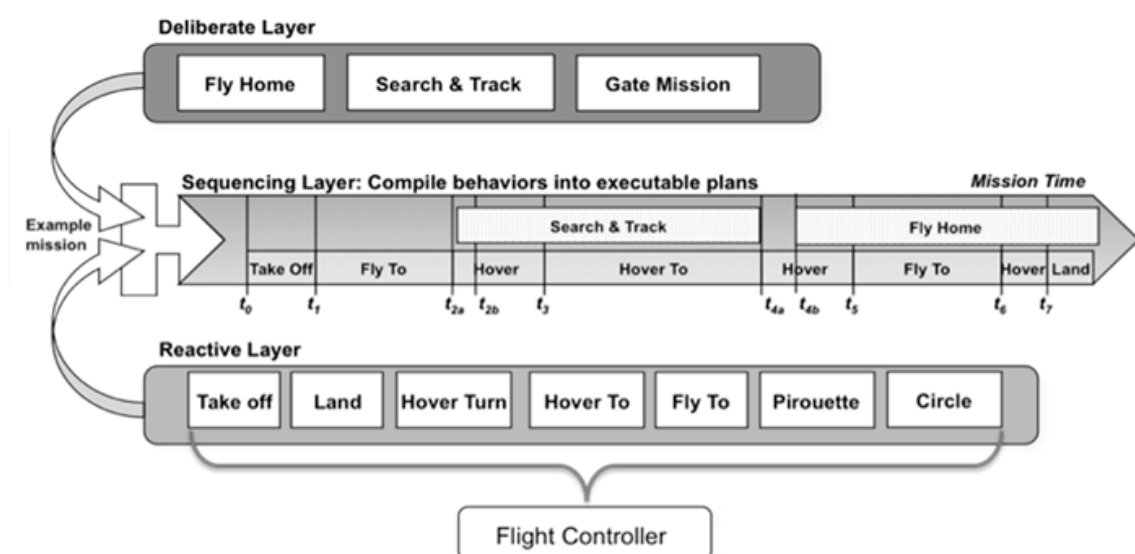 Deliberate Layer
Fly Home Search & Track Gate Mission
Sequencing Layer: Compile behaviors into executable plans Mission Time
Example
mission
Search & Track Fly Home
Take Off Fly To Hover Hover To Hover Fly To Hover Land
t0 t1 t2a t2b t3 t4a t4b t5 t6 t7
Reactive Layer
Take off Land Hover Turn Hover To Fly To Pirouette Circle
Flight Controller